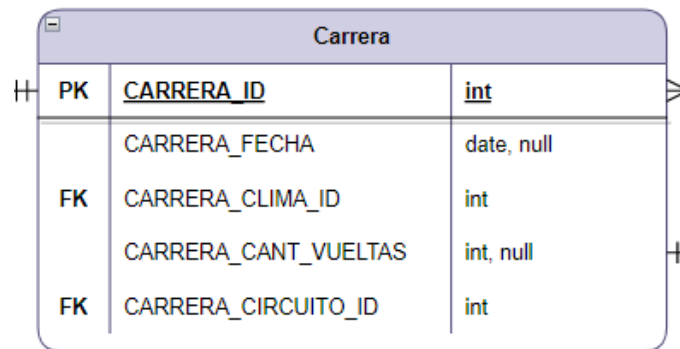 Carrera
PK CARRERA_ID int
CARRERA_FECHA date, null
FK CARRERA_CLIMA_ID int
CARRERA_CANT_VUELTAS int, null
FK CARRERA_CIRCUITO_ID int